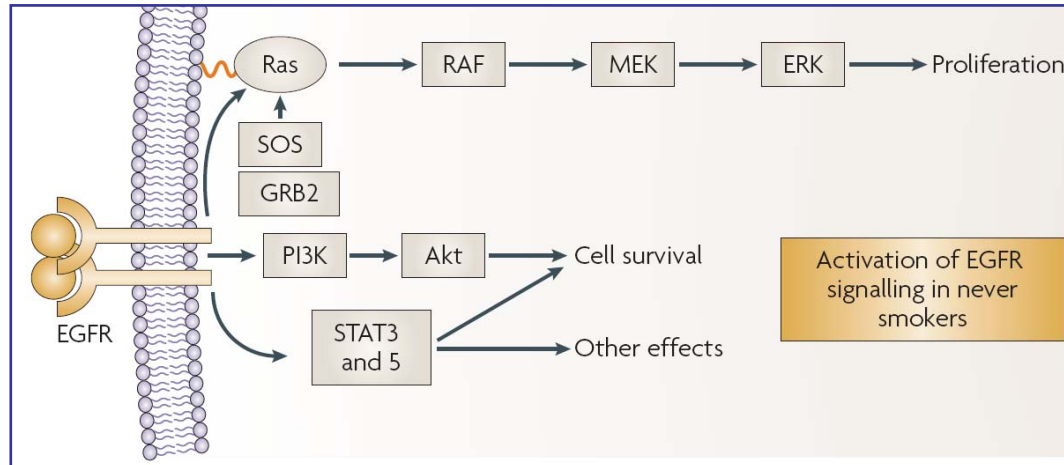 Ras
RAF
MEK
ERK
Proliferation
SOS
GRB2
PI3K
Akt
Cell survival
EGFR
STAT3
and 5
Other effects
Activation of EGFR
signalling in never
smokers